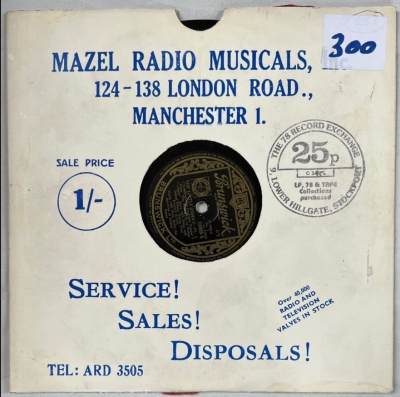 300
MAZEL RADIO MUSICALS, Inc.
124-138 LONDON ROAD.,
MANCHESTER 1.
SALE PRICE
1/-
THE 78 RECORD EXCHANGE
25p
LP, 78 & TAPE
Collections
purchased
9, LOWER HILLGATE, STOCKPORT
Brunswick
SERVICE!
SALES!
DISPOSALS!
Over 40,000
RADIO AND
TELEVISION
VALVES IN STOCK
TEL: ARD 3505